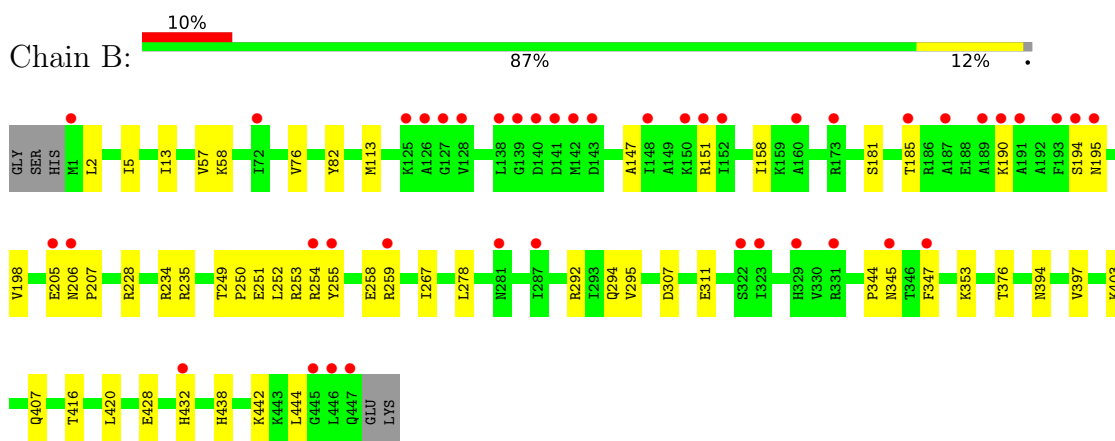 10%
Chain B:
87% 12% •
GLY SER HIS M1 L2 I5 I13 V57 K58 I72 V76 Y82 M113 K125 A126 G127 V128 L138 G139 D140 D141 M142 D143 A147 I148 A149 K150 R151 I152 I158 K159 A160 R173 S181 T185 R186 A187 E188 A189 K190 A191 A192 F193 S194 N195
V198 E205 N206 P207 R228 R234 R235 T249 P250 E251 L252 R253 R254 Y255 E258 R259 I267 L278 N281 I287 R292 I293 Q294 V295 D307 E311 S322 I323 H329 V330 R331 P344 N345 T346 F347 K353 T376 N394 V397 K403
Q407 T416 L420 E428 H432 H438 K442 K443 L444 G445 L446 Q447 GLU LYS